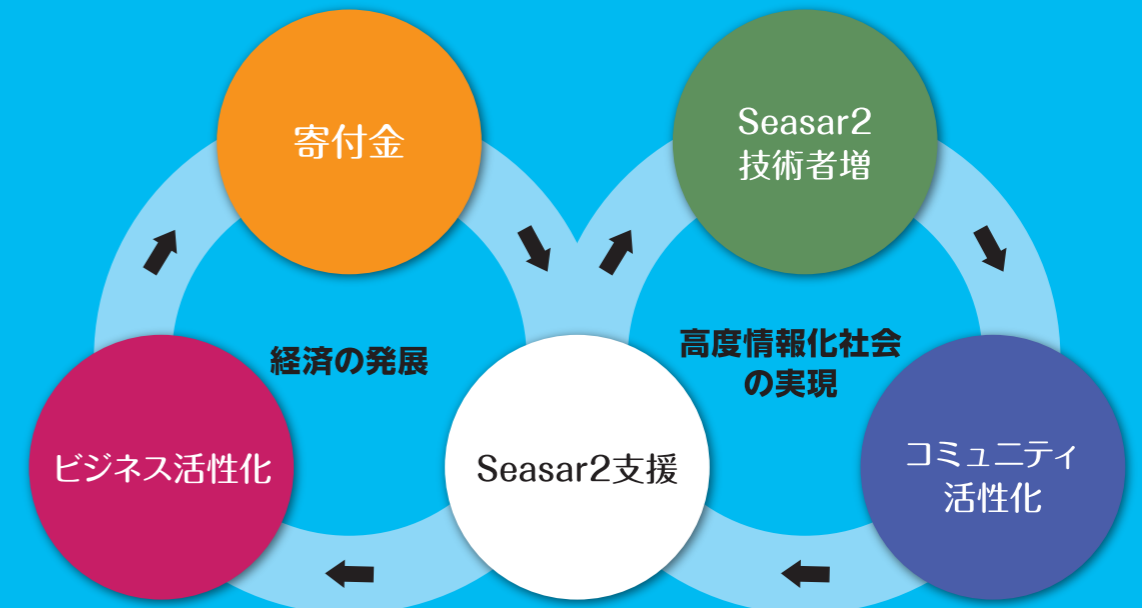 寄付金
Seasar2
技術者増
経済の発展
高度情報化社会
の実現
ビジネス活性化
Seasar2支援
コミュニティ
活性化